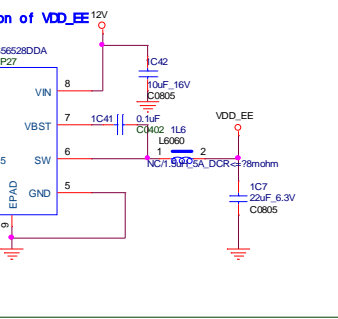 on of VDD_EE
12V
56528DDA
P27
1C42
VIN
8
10uF_16V
C0805
VBST
7
1C41
0.1uF
C0402
1L6
L6060
VDD_EE
5
SW
6
1
2
NC/1.5uH_5A_DCR<=?8mohm
EPAD
GND
5
1C7
22uF_6.3V
C0805
9